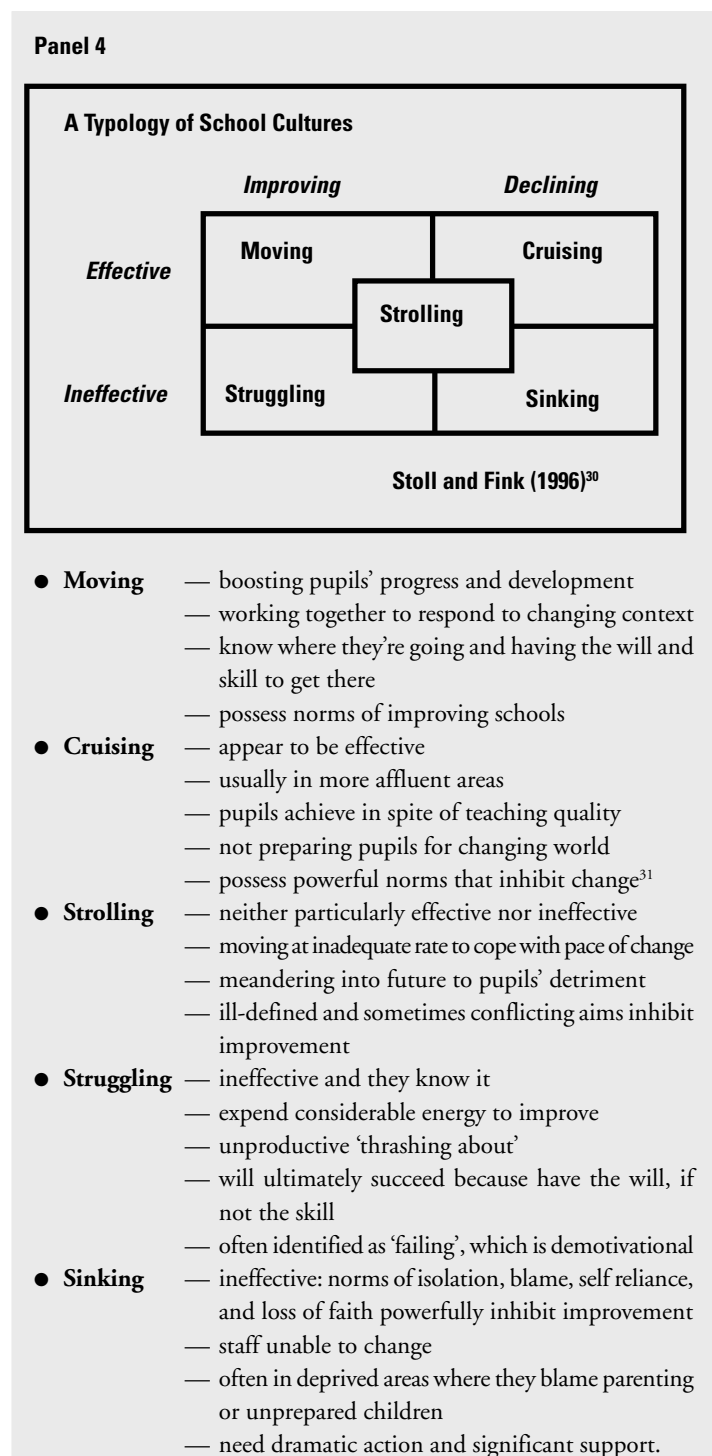 Panel 4
A Typology of School Cultures
Improving Declining
Effective Moving Cruising
Strolling
Ineffective Struggling Sinking
Stoll and Fink (1996)³⁰
● Moving — boosting pupils’ progress and development
— working together to respond to changing context
— know where they’re going and having the will and
skill to get there
— possess norms of improving schools
● Cruising — appear to be effective
— usually in more affluent areas
— pupils achieve in spite of teaching quality
— not preparing pupils for changing world
— possess powerful norms that inhibit change³¹
● Strolling — neither particularly effective nor ineffective
— moving at inadequate rate to cope with pace of change
— meandering into future to pupils’ detriment
— ill-defined and sometimes conflicting aims inhibit
improvement
● Struggling — ineffective and they know it
— expend considerable energy to improve
— unproductive ‘thrashing about’
— will ultimately succeed because have the will, if
not the skill
— often identified as ‘failing’, which is demotivational
● Sinking — ineffective: norms of isolation, blame, self reliance,
and loss of faith powerfully inhibit improvement
— staff unable to change
— often in deprived areas where they blame parenting
or unprepared children
— need dramatic action and significant support.